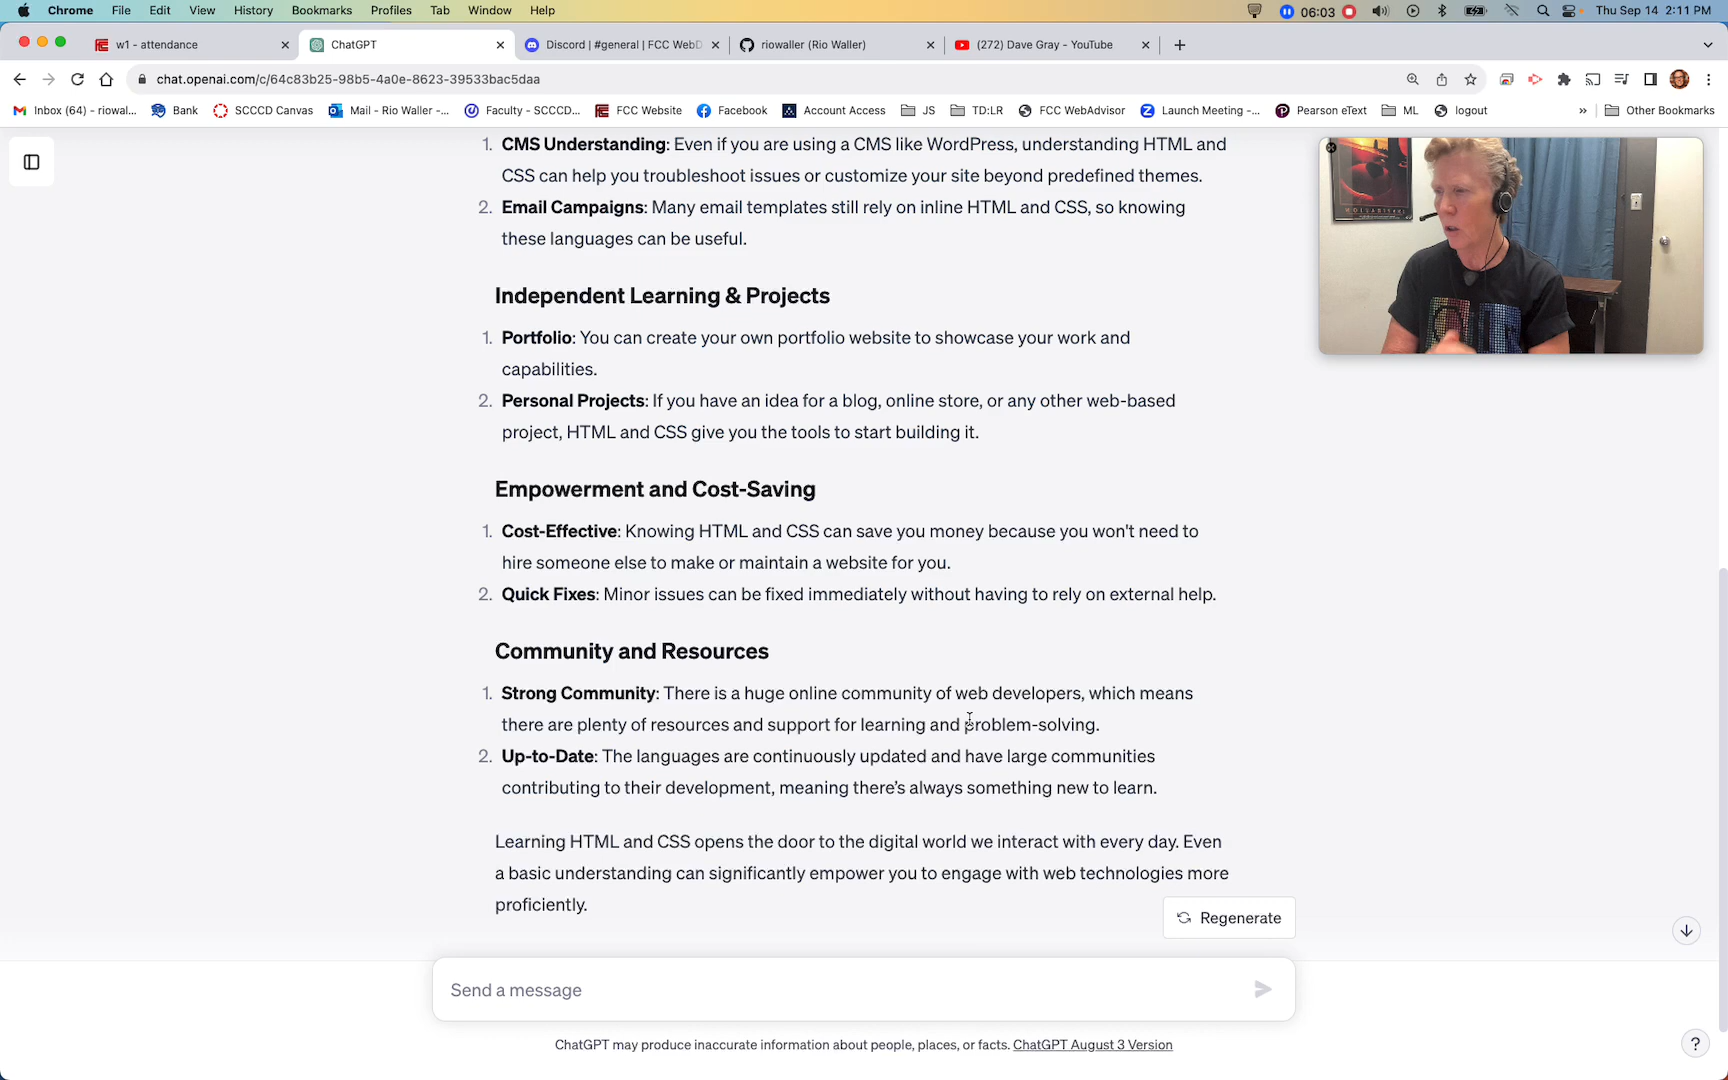 Chrome File Edit View History Bookmarks Profiles Tab Window Help 06:03 Thu Sep 14 2:11 PM
w1 - attendance ChatGPT Discord | #general | FCC WebD riowaller (Rio Waller) (272) Dave Gray - YouTube
chat.openai.com/c/64c83b25-98b5-4a0e-8623-39533bac5daa
Inbox (64) - riowal... Bank SCCCD Canvas Mail - Rio Waller -... Faculty - SCCCD... FCC Website Facebook Account Access JS TD:LR FCC WebAdvisor Launch Meeting -... Pearson eText ML logout » Other Bookmarks
1. CMS Understanding: Even if you are using a CMS like WordPress, understanding HTML and
CSS can help you troubleshoot issues or customize your site beyond predefined themes.
2. Email Campaigns: Many email templates still rely on inline HTML and CSS, so knowing
these languages can be useful.
Independent Learning & Projects
1. Portfolio: You can create your own portfolio website to showcase your work and
capabilities.
2. Personal Projects: If you have an idea for a blog, online store, or any other web-based
project, HTML and CSS give you the tools to start building it.
Empowerment and Cost-Saving
1. Cost-Effective: Knowing HTML and CSS can save you money because you won't need to
hire someone else to make or maintain a website for you.
2. Quick Fixes: Minor issues can be fixed immediately without having to rely on external help.
Community and Resources
1. Strong Community: There is a huge online community of web developers, which means
there are plenty of resources and support for learning and problem-solving.
2. Up-to-Date: The languages are continuously updated and have large communities
contributing to their development, meaning there's always something new to learn.
Learning HTML and CSS opens the door to the digital world we interact with every day. Even
a basic understanding can significantly empower you to engage with web technologies more
proficiently.
Regenerate
Send a message
ChatGPT may produce inaccurate information about people, places, or facts. ChatGPT August 3 Version
?